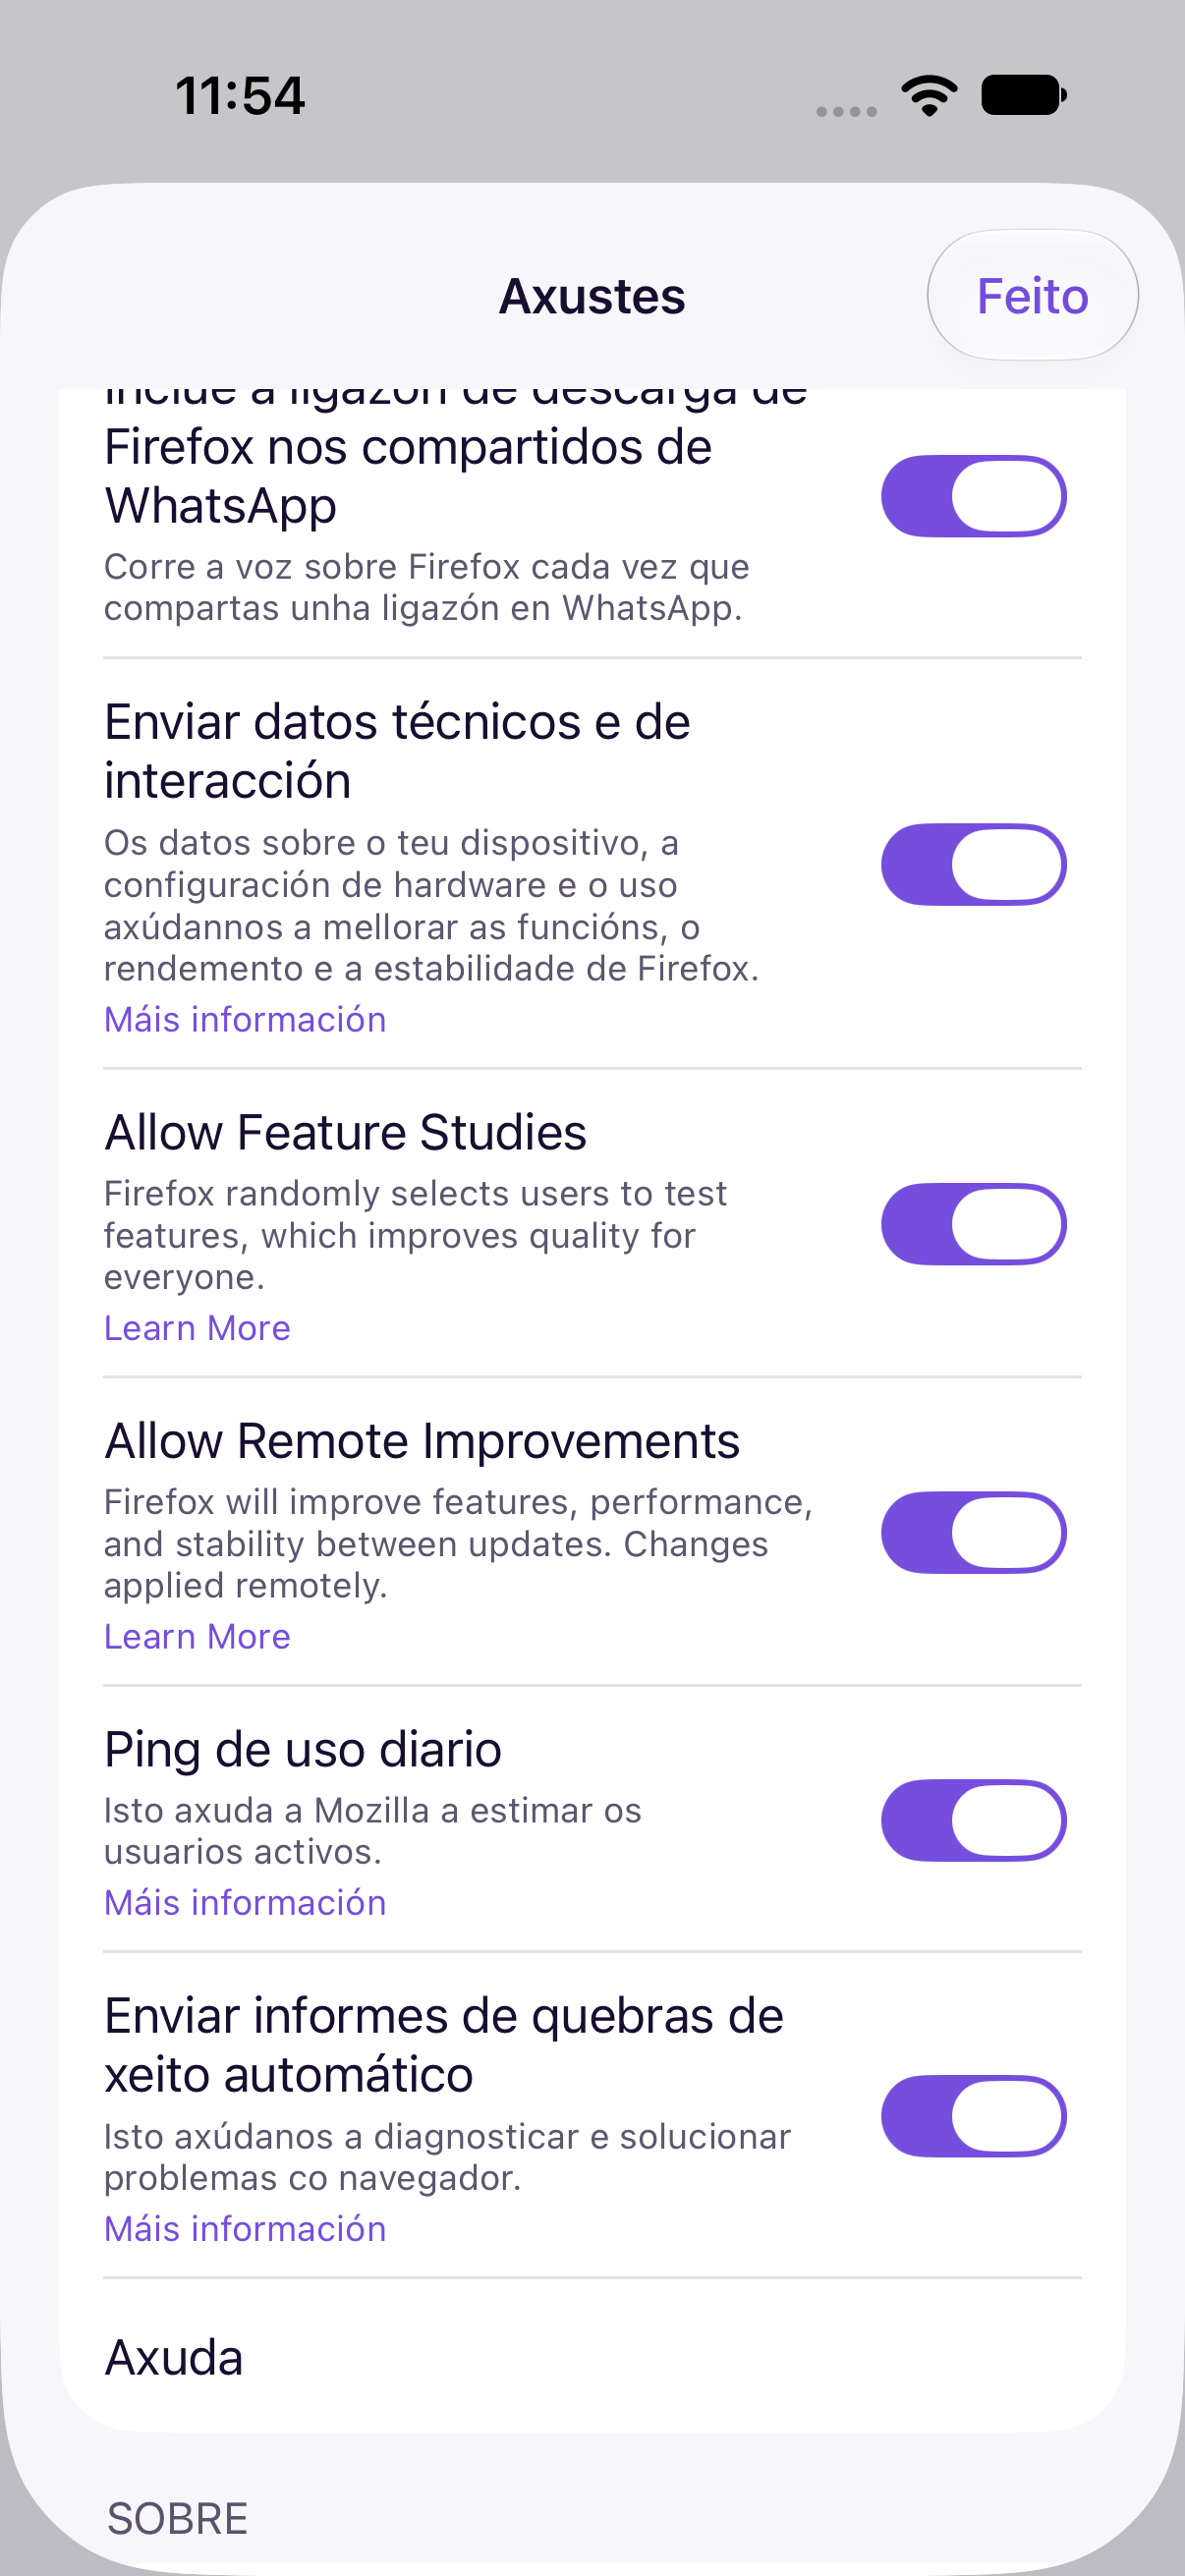 11:54
Axustes
Feito
Inclúe a ligazón de descarga de
Firefox nos compartidos de
WhatsApp
Corre a voz sobre Firefox cada vez que
compartas unha ligazón en WhatsApp.
Enviar datos técnicos e de
interacción
Os datos sobre o teu dispositivo, a
configuración de hardware e o uso
axúdannos a mellorar as funcións, o
rendemento e a estabilidade de Firefox.
Máis información
Allow Feature Studies
Firefox randomly selects users to test
features, which improves quality for
everyone.
Learn More
Allow Remote Improvements
Firefox will improve features, performance,
and stability between updates. Changes
applied remotely.
Learn More
Ping de uso diario
Isto axuda a Mozilla a estimar os
usuarios activos.
Máis información
Enviar informes de quebras de
xeito automático
Isto axúdanos a diagnosticar e solucionar
problemas co navegador.
Máis información
Axuda
SOBRE